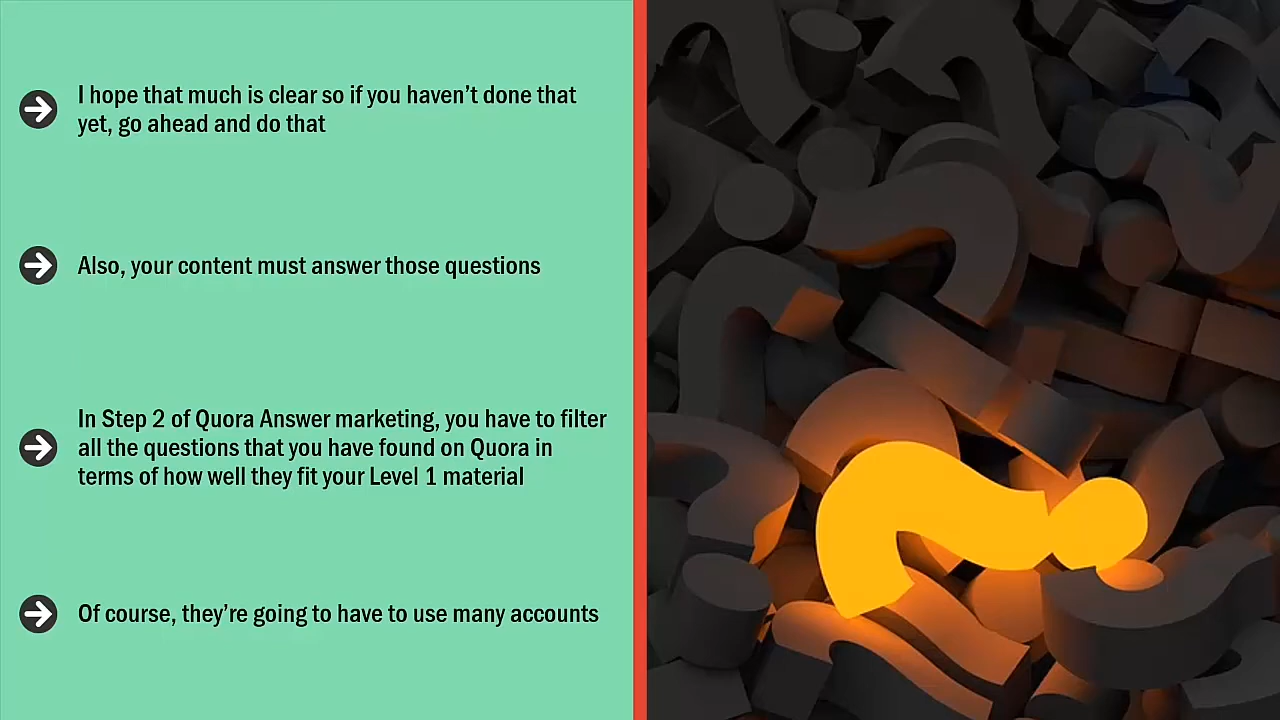 I hope that much is clear so if you haven’t done that
yet, go ahead and do that
Also, your content must answer those questions
In Step 2 of Quora Answer marketing, you have to filter
all the questions that you have found on Quora in
terms of how well they fit your Level 1 material
Of course, they’re going to have to use many accounts